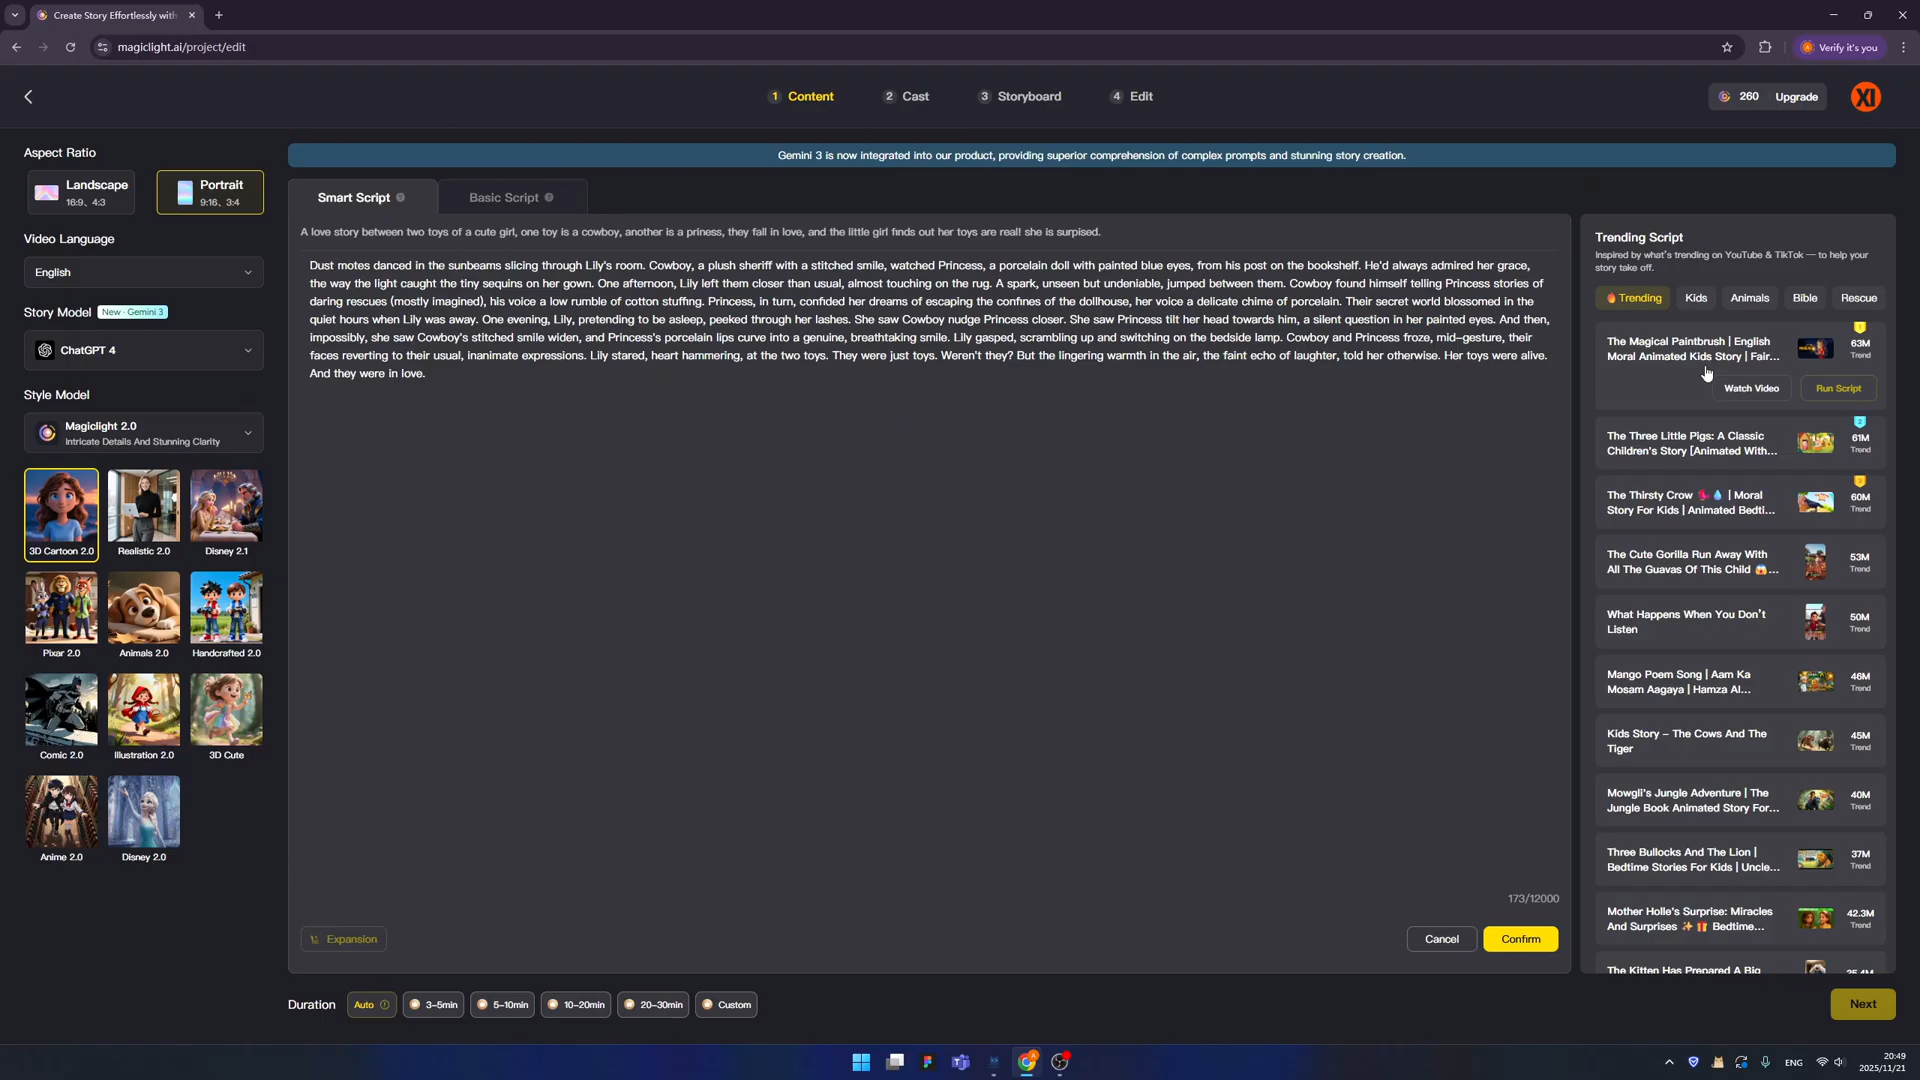 Create Story Effortlessly with
magiclight.ai/project/edit
Verify it's you
1 Content
2 Cast
3 Storyboard
4 Edit
260 Upgrade
XI
Aspect Ratio
Landscape
16:9、4:3
Portrait
9:16、3:4
Video Language
English
Story Model
New · Gemini 3
ChatGPT 4
Style Model
Magiclight 2.0
Intricate Details And Stunning Clarity
3D Cartoon 2.0
Realistic 2.0
Disney 2.1
Pixar 2.0
Animals 2.0
Handcrafted 2.0
Comic 2.0
Illustration 2.0
3D Cute
Anime 2.0
Disney 2.0
Gemini 3 is now integrated into our product, providing superior comprehension of complex prompts and stunning story creation.
Smart Script
Basic Script
A love story between two toys of a cute girl, one toy is a cowboy, another is a priness, they fall in love, and the little girl finds out her toys are real! she is surpised.
Dust motes danced in the sunbeams slicing through Lily's room. Cowboy, a plush sheriff with a stitched smile, watched Princess, a porcelain doll with painted blue eyes, from his post on the bookshelf. He'd always admired her grace,
the way the light caught the tiny sequins on her gown. One afternoon, Lily left them closer than usual, almost touching on the rug. A spark, unseen but undeniable, jumped between them. Cowboy found himself telling Princess stories of
daring rescues (mostly imagined), his voice a low rumble of cotton stuffing. Princess, in turn, confided her dreams of escaping the confines of the dollhouse, her voice a delicate chime of porcelain. Their secret world blossomed in the
quiet hours when Lily was away. One evening, Lily, pretending to be asleep, peeked through her lashes. She saw Cowboy nudge Princess closer. She saw Princess tilt her head towards him, a silent question in her painted eyes. And then,
impossibly, she saw Cowboy's stitched smile widen, and Princess's porcelain lips curve into a genuine, breathtaking smile. Lily gasped, scrambling up and switching on the bedside lamp. Cowboy and Princess froze, mid-gesture, their
faces reverting to their usual, inanimate expressions. Lily stared, heart hammering, at the two toys. They were just toys. Weren't they? But the lingering warmth in the air, the faint echo of laughter, told her otherwise. Her toys were alive.
And they were in love.
173/12000
Expansion
Cancel
Confirm
Duration
Auto
3-5min
5-10min
10-20min
20-30min
Custom
Trending Script
Inspired by what's trending on YouTube & TikTok — to help your
story take off.
Trending
Kids
Animals
Bible
Rescue
The Magical Paintbrush | English
Moral Animated Kids Story | Fair...
63M
Trend
Watch Video
Run Script
The Three Little Pigs: A Classic
Children's Story [Animated With...
61M
Trend
The Thirsty Crow 🐦💧 | Moral
Story For Kids | Animated Bedti...
60M
Trend
The Cute Gorilla Run Away With
All The Guavas Of This Child 😱...
53M
Trend
What Happens When You Don't
Listen
50M
Trend
Mango Poem Song | Aam Ka
Mosam Aagaya | Hamza Al...
46M
Trend
Kids Story – The Cows And The
Tiger
45M
Trend
Mowgli's Jungle Adventure | The
Jungle Book Animated Story For...
40M
Trend
Three Bullocks And The Lion |
Bedtime Stories For Kids | Uncle...
37M
Trend
Mother Holle's Surprise: Miracles
And Surprises ✨🎁 Bedtime...
42.3M
Trend
The Kitten Has Prepared A Big
Next
ENG
20:49
2025/11/21